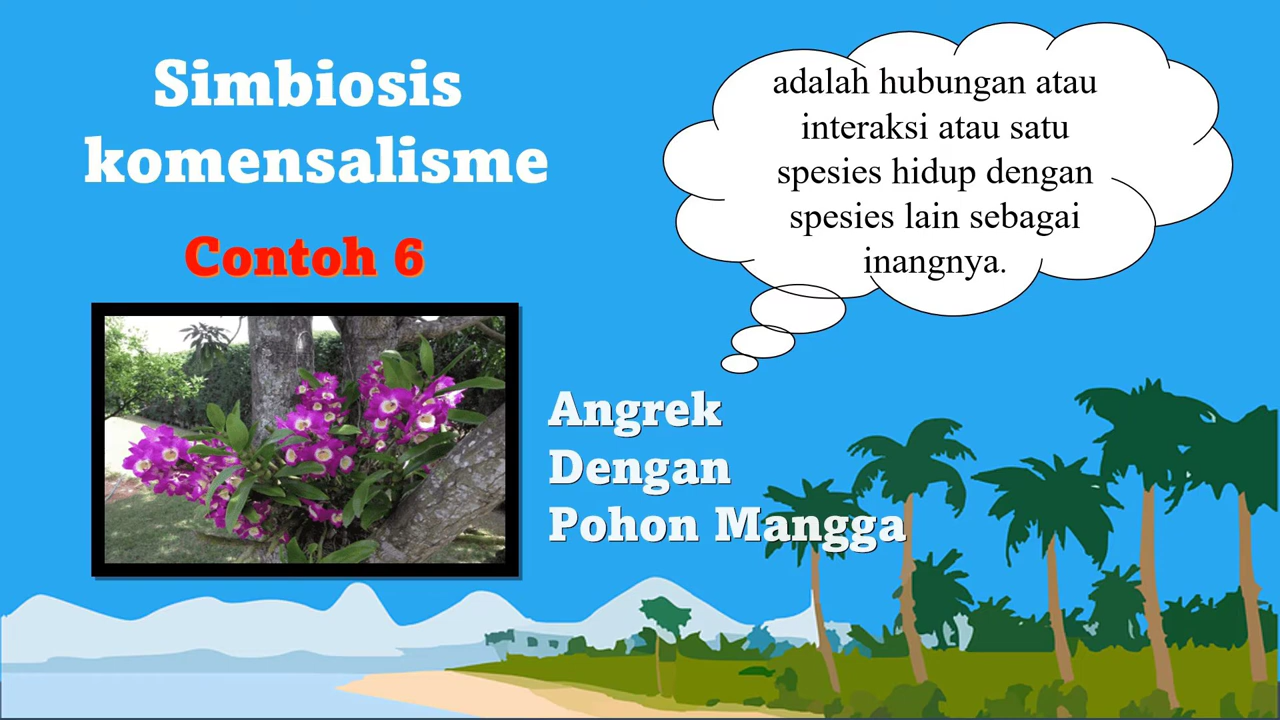 Simbiosis
komensalisme
Contoh 6
adalah hubungan atau
interaksi atau satu
spesies hidup dengan
spesies lain sebagai
inangnya.
Angrek
Dengan
Pohon Mangga